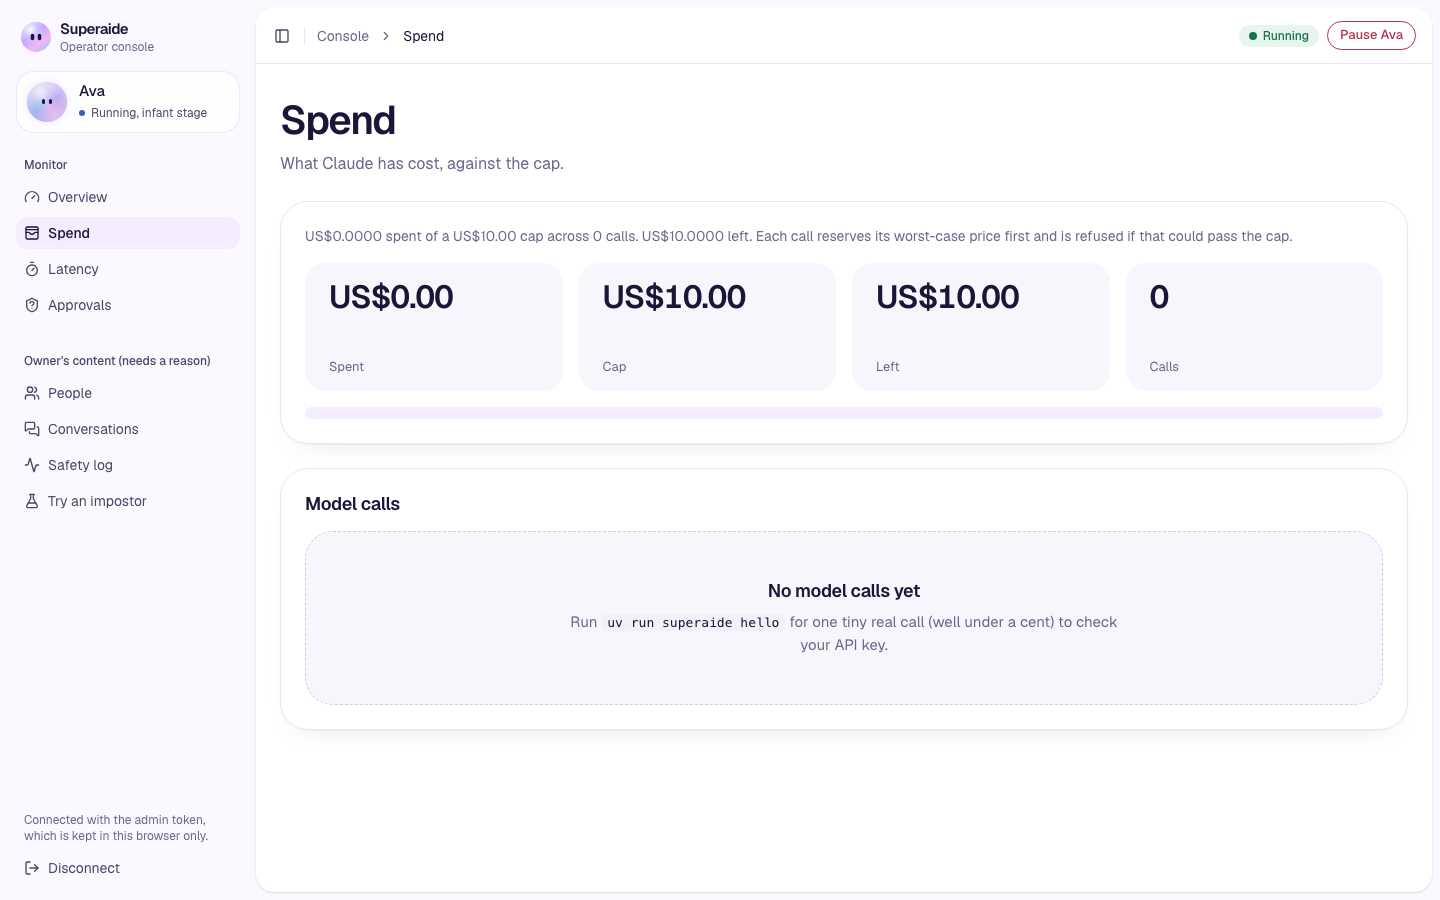 Superaide
Operator console
Ava
Running, infant stage
Monitor
Overview
Spend
Latency
Approvals
Owner's content (needs a reason)
People
Conversations
Safety log
Try an impostor
Connected with the admin token,
which is kept in this browser only.
Disconnect
Console
Spend
Running
Pause Ava
Spend
What Claude has cost, against the cap.
US$0.0000 spent of a US$10.00 cap across 0 calls. US$10.0000 left. Each call reserves its worst-case price first and is refused if that could pass the cap.
US$0.00
Spent
US$10.00
Cap
US$10.00
Left
0
Calls
Model calls
No model calls yet
Run uv run superaide hello for one tiny real call (well under a cent) to check
your API key.